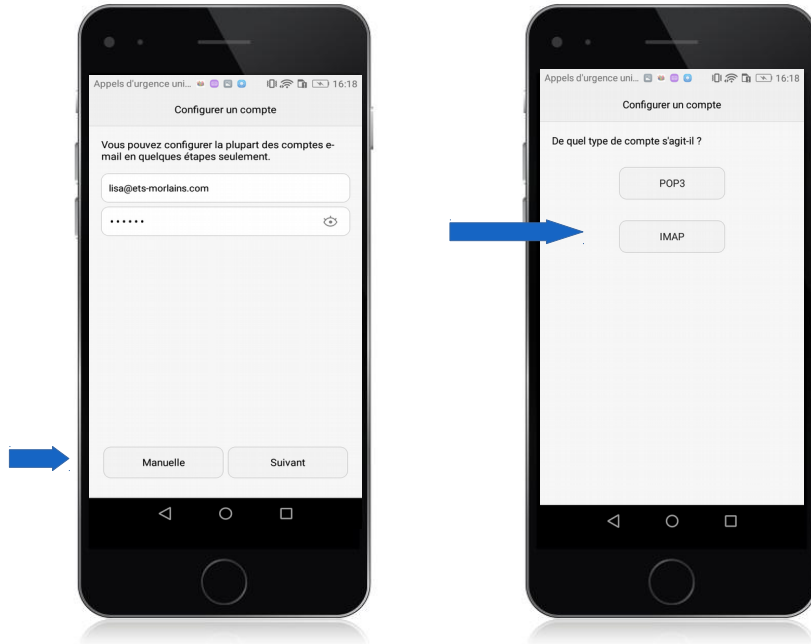 Appels d'urgence uni... 16:18
Configurer un compte
Vous pouvez configurer la plupart des comptes e-
mail en quelques étapes seulement.
lisa@ets-morlains.com
••••••
Manuelle
Suivant
Appels d'urgence uni... 16:18
Configurer un compte
De quel type de compte s'agit-il ?
POP3
IMAP